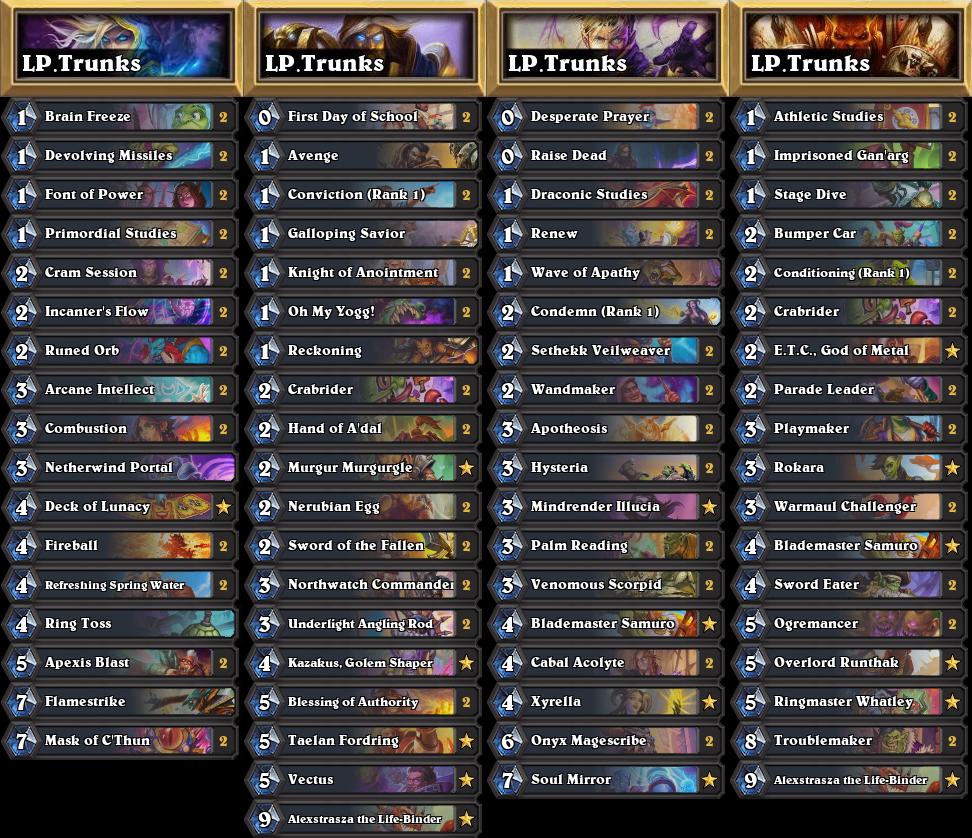 LP.Trunks
1 Brain Freeze 2
1 Devolving Missiles 2
1 Font of Power 2
1 Primordial Studies 2
2 Cram Session 2
2 Incanter's Flow 2
2 Runed Orb 2
3 Arcane Intellect 2
3 Combustion 2
3 Netherwind Portal
4 Deck of Lunacy
4 Fireball 2
4 Refreshing Spring Water 2
4 Ring Toss
5 Apexis Blast 2
7 Flamestrike
7 Mask of C'Thun 2
LP.Trunks
0 First Day of School 2
1 Avenge
1 Conviction (Rank 1) 2
1 Galloping Savior
1 Knight of Anointment 2
1 Oh My Yogg! 2
1 Reckoning
2 Crabrider 2
2 Hand of A'dal 2
2 Murgur Murgurgle
2 Nerubian Egg 2
2 Sword of the Fallen 2
3 Northwatch Commander 2
3 Underlight Angling Rod 2
4 Kazakus, Golem Shaper
5 Blessing of Authority 2
5 Taelan Fordring
5 Vectus
9 Alexstrasza the Life-Binder
LP.Trunks
0 Desperate Prayer 2
0 Raise Dead 2
1 Draconic Studies 2
1 Renew 2
1 Wave of Apathy
2 Condemn (Rank 1)
2 Sethekk Veilweaver 2
2 Wandmaker 2
3 Apotheosis 2
3 Hysteria 2
3 Mindrender Illucia
3 Palm Reading 2
3 Venomous Scorpid 2
4 Blademaster Samuro
4 Cabal Acolyte 2
4 Xyrella
6 Onyx Magescribe 2
7 Soul Mirror
LP.Trunks
1 Athletic Studies 2
1 Imprisoned Gan'arg 2
1 Stage Dive 2
2 Bumper Car 2
2 Conditioning (Rank 1) 2
2 Crabrider 2
2 E.T.C., God of Metal
2 Parade Leader 2
3 Playmaker 2
3 Rokara
3 Warmaul Challenger 2
4 Blademaster Samuro
4 Sword Eater 2
5 Ogremancer 2
5 Overlord Runthak
5 Ringmaster Whatley
8 Troublemaker 2
9 Alexstrasza the Life-Binder